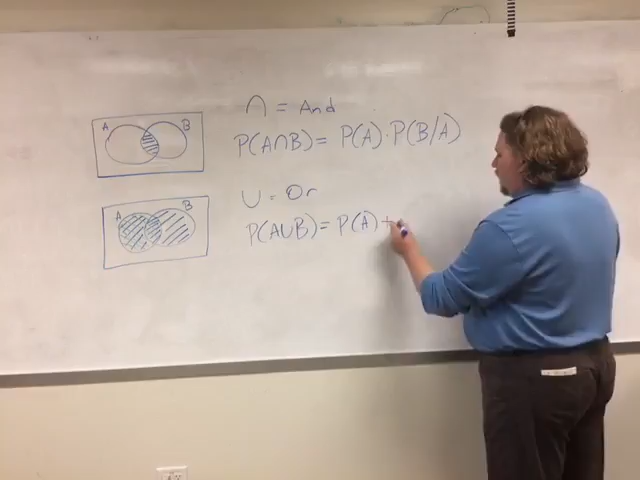 ∩ = And
A B
P(A∩B) = P(A) · P(B/A)
∪ = Or
A B
P(A∪B) = P(A) +